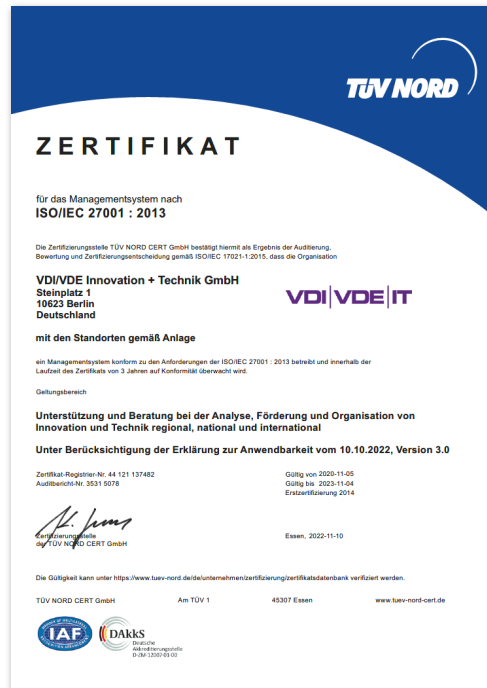 TÜV NORD
ZERTIFIKAT
für das Managementsystem nach
ISO/IEC 27001 : 2013
Die Zertifizierungsstelle TÜV NORD CERT GmbH bestätigt hiermit als Ergebnis der Auditierung,
Bewertung und Zertifizierungsentscheidung gemäß ISO/IEC 17021-1:2015, dass die Organisation
VDI/VDE Innovation + Technik GmbH
Steinplatz 1
10623 Berlin
Deutschland
VDI|VDE|IT
mit den Standorten gemäß Anlage
ein Managementsystem konform zu den Anforderungen der ISO/IEC 27001 : 2013 betreibt und innerhalb der
Laufzeit des Zertifikats von 3 Jahren auf Konformität überwacht wird.
Geltungsbereich
Unterstützung und Beratung bei der Analyse, Förderung und Organisation von
Innovation und Technik regional, national und international
Unter Berücksichtigung der Erklärung zur Anwendbarkeit vom 10.10.2022, Version 3.0
Zertifikat-Registrier-Nr. 44 121 137482
Auditbericht-Nr. 3531 5078
Gültig von 2020-11-05
Gültig bis 2023-11-04
Erstzertifizierung 2014
Zertifizierungsstelle
der TÜV NORD CERT GmbH
Essen, 2022-11-10
Die Gültigkeit kann unter https://www.tuev-nord.de/de/unternehmen/zertifizierung/zertifikatsdatenbank verifiziert werden.
TÜV NORD CERT GmbH Am TÜV 1 45307 Essen www.tuev-nord-cert.de
IAF
DAkkS
Deutsche
Akkreditierungsstelle
D-ZM-12007-01-00